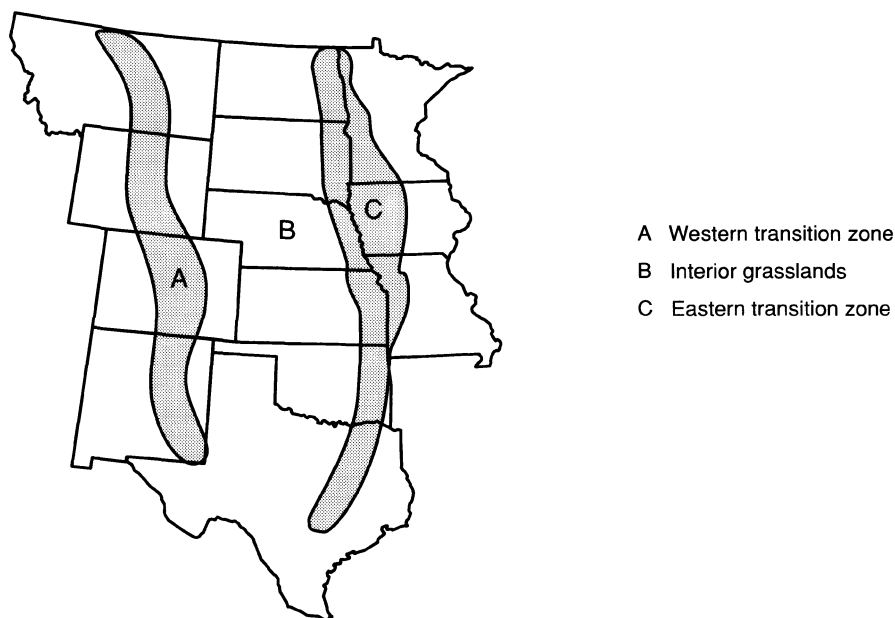 A
B
C
A Western transition zone
B Interior grasslands
C Eastern transition zone